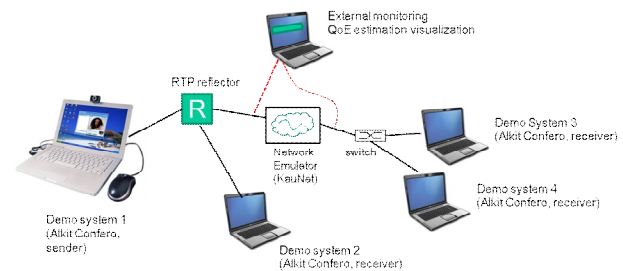 External monitoring
QoE estimation visualization
RTP reflector
R
Network
Emulator
(KauNet)
switch
Demo System 3
(Alkit Confero, receiver)
Demo system 4
(Alkit Confero, receiver)
Demo system 1
(Alkit Confero,
sender)
Demo system 2
(Alkit Confero, receiver)